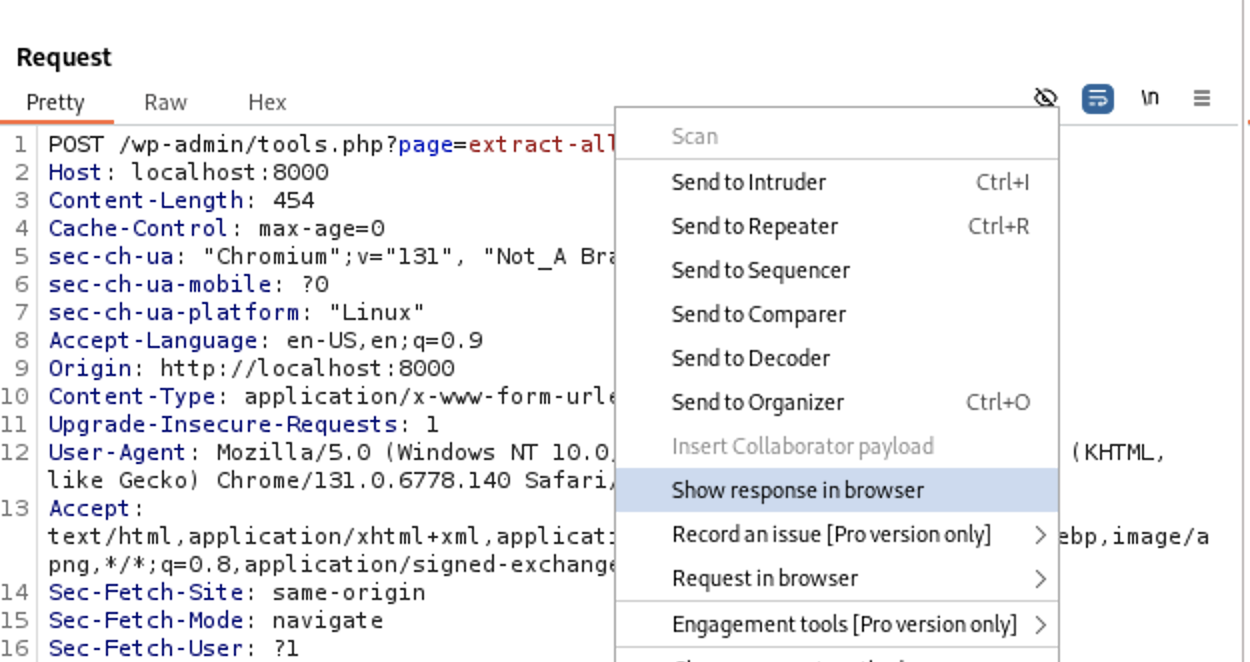 Request
Pretty Raw Hex \n
1 POST /wp-admin/tools.php?page=extract-all
2 Host: localhost:8000
3 Content-Length: 454
4 Cache-Control: max-age=0
5 sec-ch-ua: "Chromium";v="131", "Not_A
6 sec-ch-ua-mobile: ?0
7 sec-ch-ua-platform: "Linux"
8 Accept-Language: en-US,en;q=0.9
9 Origin: http://localhost:8000
10 Content-Type: application/x-www-form-urle
11 Upgrade-Insecure-Requests: 1
12 User-Agent: Mozilla/5.0 (Windows NT 10.0; (KHTML,
like Gecko) Chrome/131.0.6778.140 Safari/
13 Accept:
text/html,application/xhtml+xml,applicati ebp,image/a
png,*/*;q=0.8,application/signed-exchange
14 Sec-Fetch-Site: same-origin
15 Sec-Fetch-Mode: navigate
16 Sec-Fetch-User: ?1
Scan
Send to Intruder Ctrl+I
Send to Repeater Ctrl+R
Send to Sequencer
Send to Comparer
Send to Decoder
Send to Organizer Ctrl+O
Insert Collaborator payload
Show response in browser
Record an issue [Pro version only]
Request in browser
Engagement tools [Pro version only]